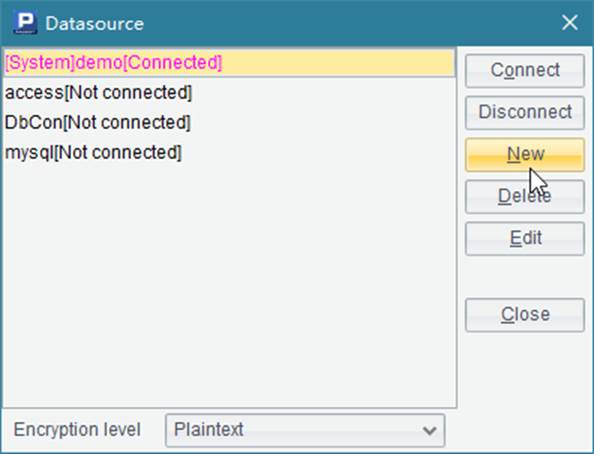 Datasource
[System]demo[Connected]
access[Not connected]
DbCon[Not connected]
mysql[Not connected]
Connect
Disconnect
New
Delete
Edit
Close
Encryption level
Plaintext